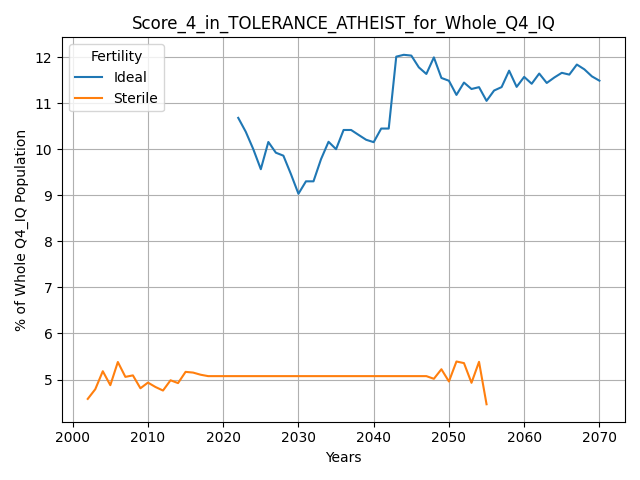 Score_4_in_TOLERANCE_ATHEIST_for_Whole_Q4_IQ
Fertility
Ideal
Sterile
% of Whole Q4_IQ Population
12
11
10
9
8
7
6
5
2000 2010 2020 2030 2040 2050 2060 2070
Years